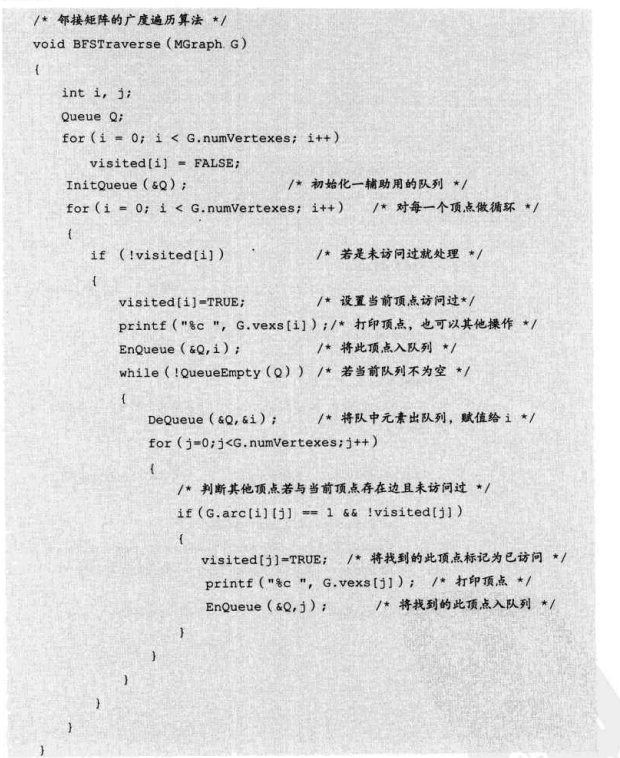 /* 邻接矩阵的广度遍历算法 */
void BFSTraverse(MGraph G)
{
int i, j;
Queue Q;
for(i = 0; i < G.numVertexes; i++)
visited[i] = FALSE;
InitQueue(&Q); /* 初始化一辅助用的队列 */
for(i = 0; i < G.numVertexes; i++) /* 对每一个顶点做循环 */
{
if (!visited[i]) /* 若是未访问过就处理 */
{
visited[i]=TRUE; /* 设置当前顶点访问过*/
printf("%c ", G.vexs[i]);/* 打印顶点，也可以其他操作 */
EnQueue(&Q,i); /* 将此顶点入队列 */
while(!QueueEmpty(Q)) /* 若当前队列不为空 */
{
DeQueue(&Q,&i); /* 将队中元素出队列，赋值给i */
for(j=0;j<G.numVertexes;j++)
{
/* 判断其他顶点若与当前顶点存在边且未访问过 */
if(G.arc[i][j] == 1 && !visited[j])
{
visited[j]=TRUE; /* 将找到的此顶点标记为已访问 */
printf("%c ", G.vexs[j]); /* 打印顶点 */
EnQueue(&Q,j); /* 将找到的此顶点入队列 */
}
}
}
}
}
}